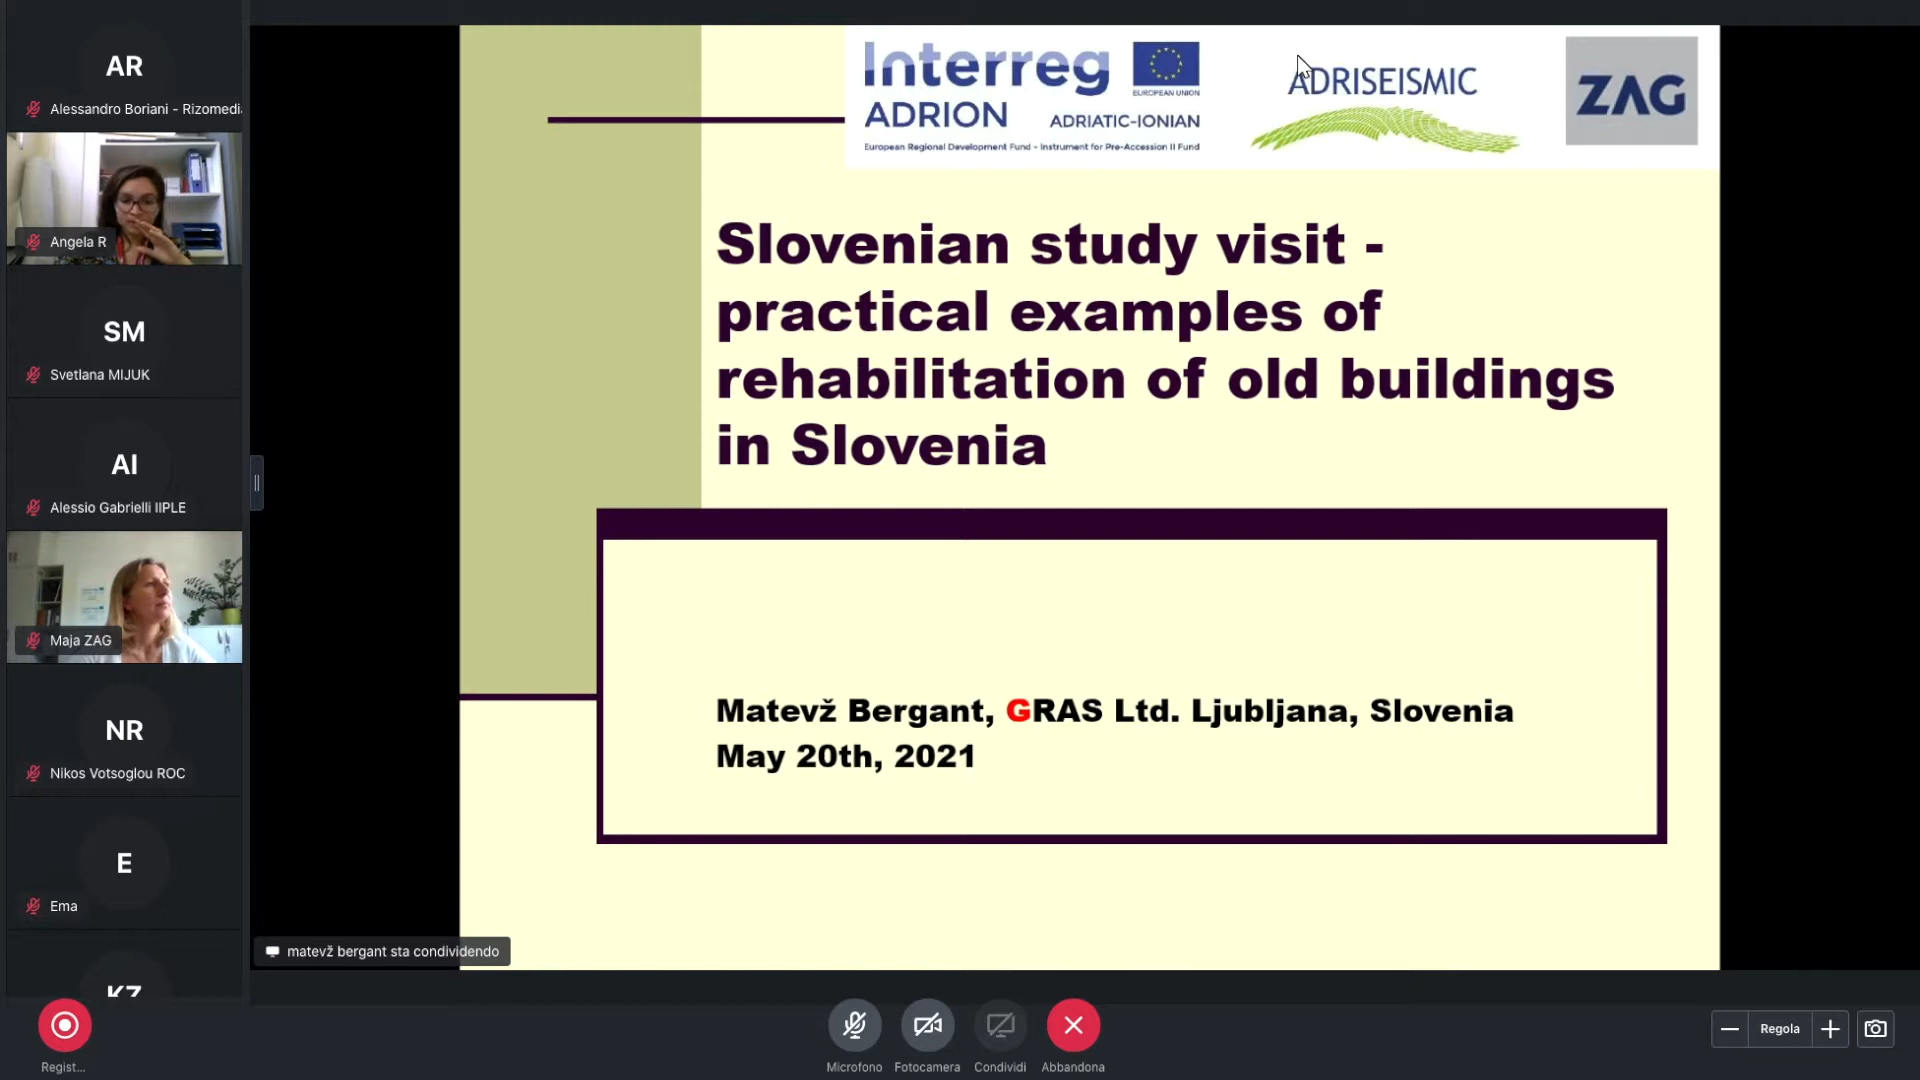 AR
Alessandro Boriani - Rizomedia
Angela R
SM
Svetlana MIJUK
AI
Alessio Gabrielli IIPLE
Maja ZAG
NR
Nikos Votsoglou ROC
E
Ema
KZ
Interreg
EUROPEAN UNION
ADRION ADRIATIC-IONIAN
European Regional Development Fund - Instrument for Pre-Accession II Fund
ADRISEISMIC
ZAG
Slovenian study visit -
practical examples of
rehabilitation of old buildings
in Slovenia
Matevž Bergant, GRAS Ltd. Ljubljana, Slovenia
May 20th, 2021
matevž bergant sta condividendo
Regist...
Microfono
Fotocamera
Condividi
Abbandona
Regola